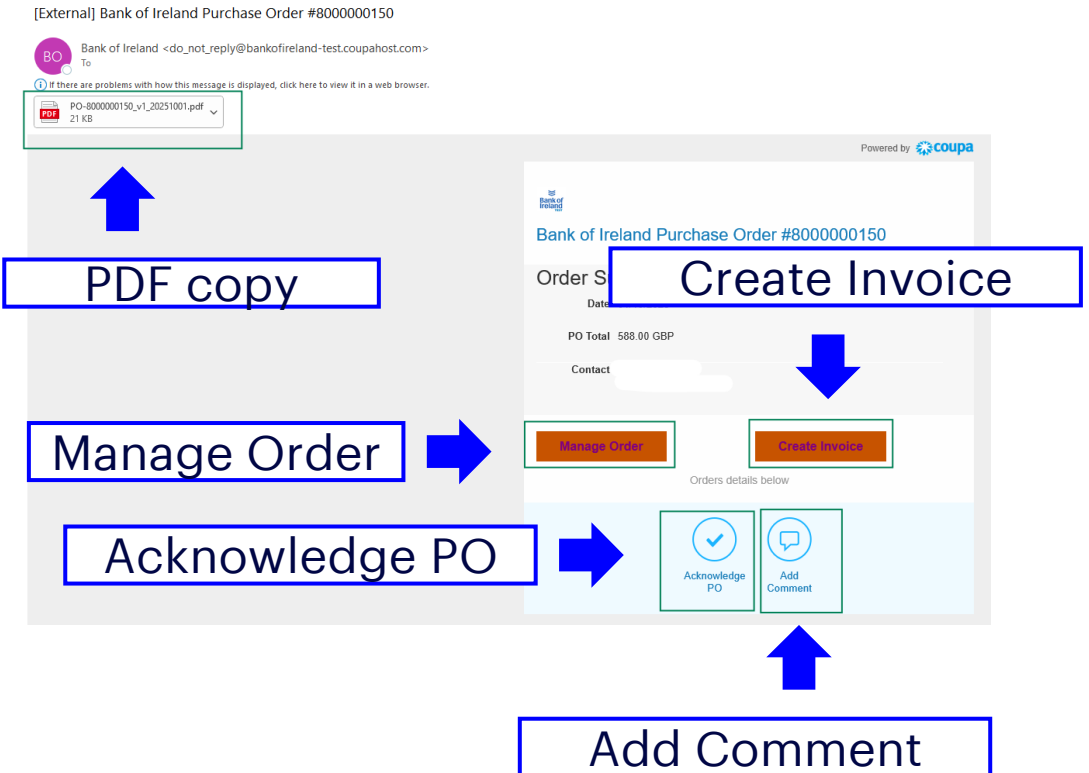 [External] Bank of Ireland Purchase Order #8000000150
BO
Bank of Ireland <do_not_reply@bankofireland-test.coupahost.com>
To
If there are problems with how this message is displayed, click here to view it in a web browser.
PDF
PO-8000000150_v1_20251001.pdf
21 KB
Powered by coupa
Bank of
Ireland
TEST
Bank of Ireland Purchase Order #8000000150
PDF copy
Create Invoice
Order S
Date
PO Total 588.00 GBP
Contact
Manage Order
Manage Order
Create Invoice
Orders details below
Acknowledge PO
Acknowledge
PO
Add
Comment
Add Comment